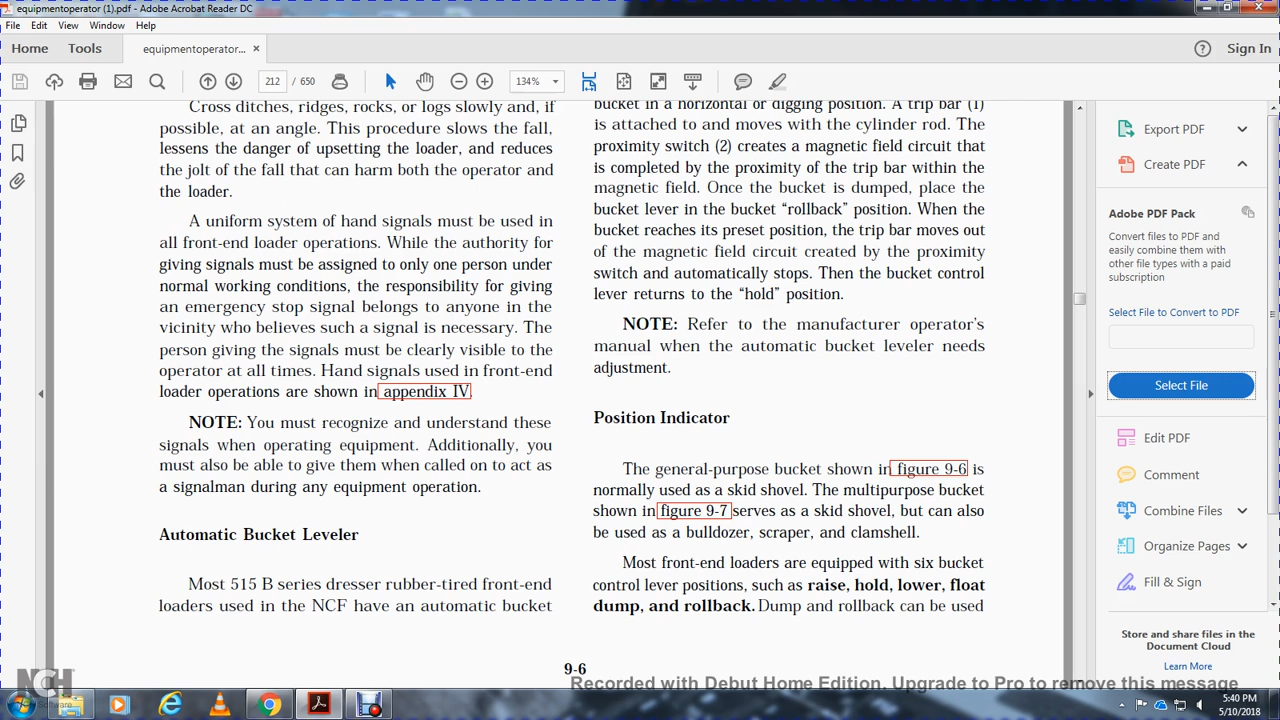 equipmentoperator (1).pdf - Adobe Acrobat Reader DC
File Edit View Window Help
Home Tools equipmentoperator... × Sign In
212 / 650 134%
Cross ditches, ridges, rocks, or logs slowly and, if
possible, at an angle. This procedure slows the fall,
lessens the danger of upsetting the loader, and reduces
the jolt of the fall that can harm both the operator and
the loader.
A uniform system of hand signals must be used in
all front-end loader operations. While the authority for
giving signals must be assigned to only one person under
normal working conditions, the responsibility for giving
an emergency stop signal belongs to anyone in the
vicinity who believes such a signal is necessary. The
person giving the signals must be clearly visible to the
operator at all times. Hand signals used in front-end
loader operations are shown in appendix IV.
NOTE: You must recognize and understand these
signals when operating equipment. Additionally, you
must also be able to give them when called on to act as
a signalman during any equipment operation.
Automatic Bucket Leveler
Most 515 B series dresser rubber-tired front-end
loaders used in the NCF have an automatic bucket
bucket in a horizontal or digging position. A trip bar (1)
is attached to and moves with the cylinder rod. The
proximity switch (2) creates a magnetic field circuit that
is completed by the proximity of the trip bar within the
magnetic field. Once the bucket is dumped, place the
bucket lever in the bucket “rollback” position. When the
bucket reaches its preset position, the trip bar moves out
of the magnetic field circuit created by the proximity
switch and automatically stops. Then the bucket control
lever returns to the “hold” position.
NOTE: Refer to the manufacturer operator’s
manual when the automatic bucket leveler needs
adjustment.
Position Indicator
The general-purpose bucket shown in figure 9-6 is
normally used as a skid shovel. The multipurpose bucket
shown in figure 9-7 serves as a skid shovel, but can also
be used as a bulldozer, scraper, and clamshell.
Most front-end loaders are equipped with six bucket
control lever positions, such as raise, hold, lower, float
dump, and rollback. Dump and rollback can be used
9-6
Export PDF
Create PDF
Adobe PDF Pack
Convert files to PDF and
easily combine them with
other file types with a paid
subscription
Select File to Convert to PDF
Select File
Edit PDF
Comment
Combine Files
Organize Pages
Fill & Sign
Store and share files in the
Document Cloud
Learn More
NCH
Software
Recorded with Debut Home Edition. Upgrade to Pro to remove this message
5:40 PM
5/10/2018